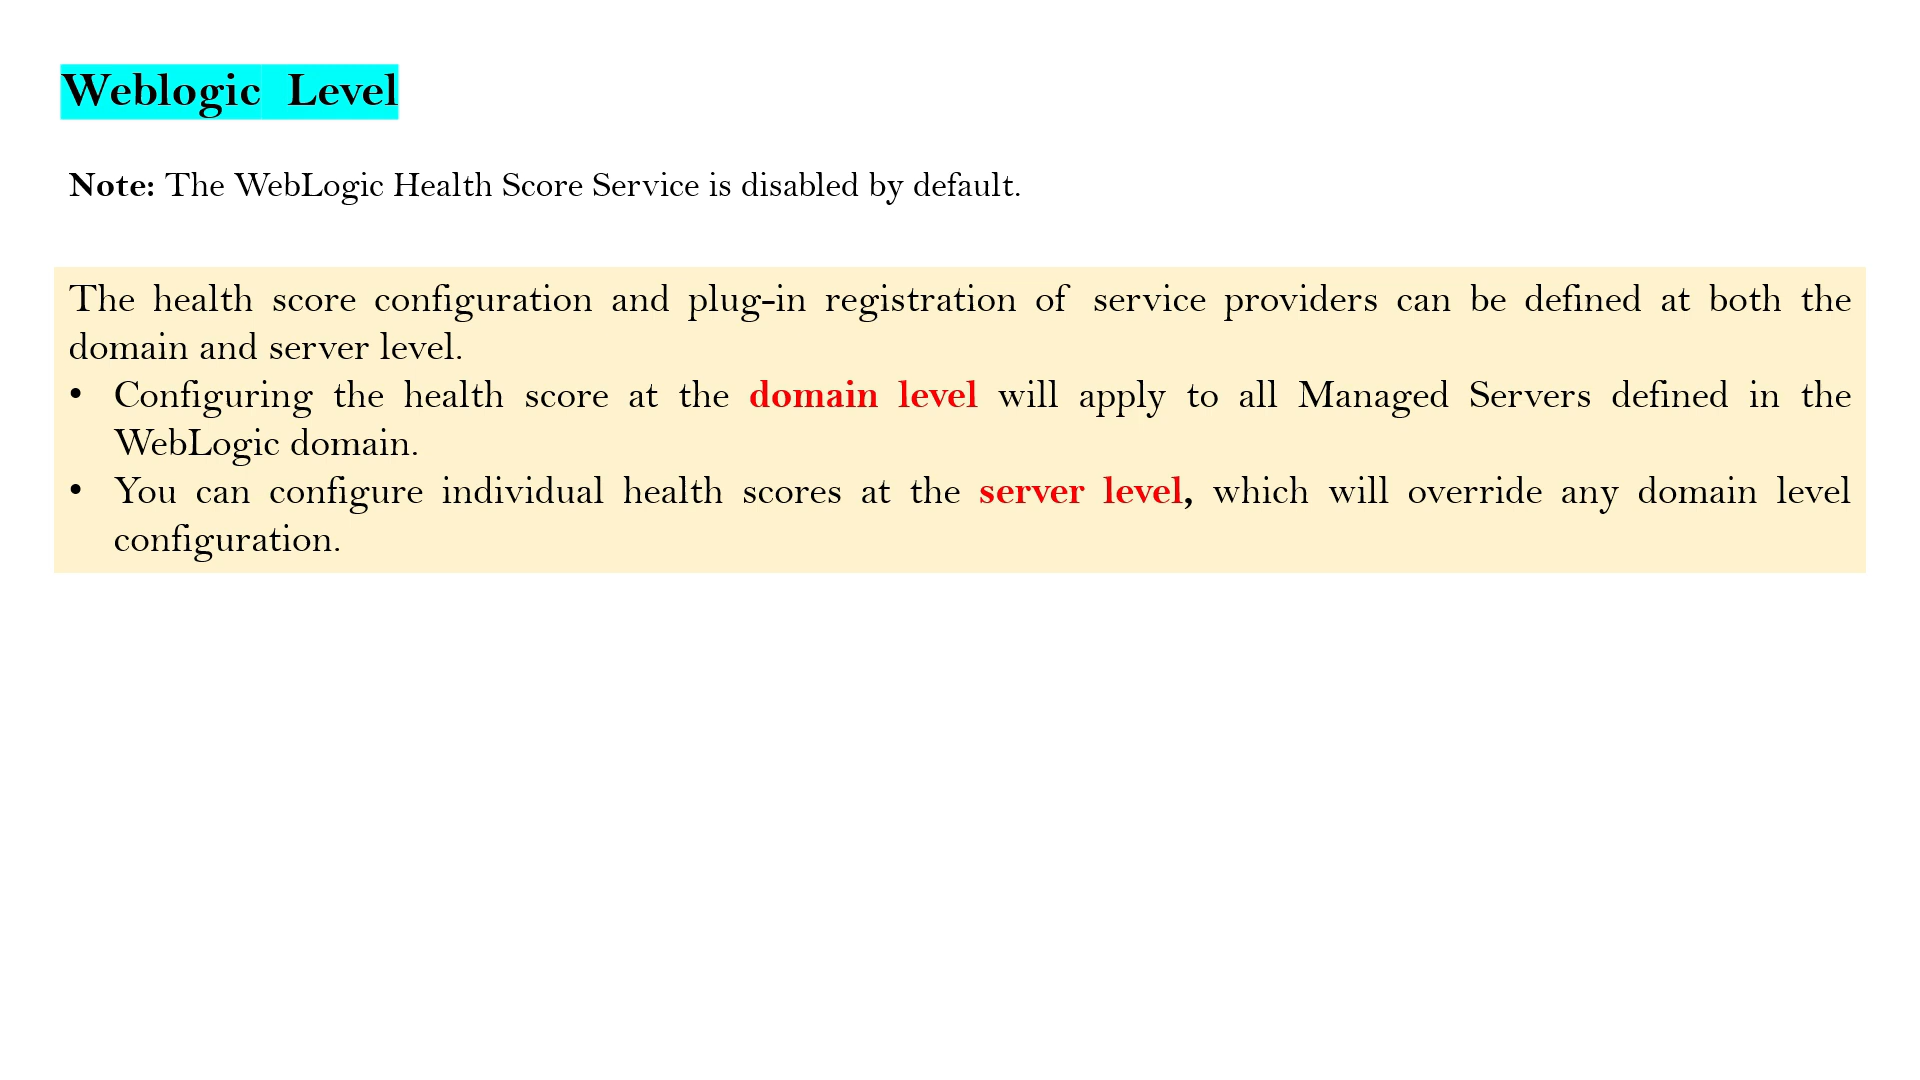 Weblogic  Level
Note: The WebLogic Health Score Service is disabled by default.
The health score configuration and plug-in registration of service providers can be defined at both the
domain and server level.
• Configuring the health score at the domain level will apply to all Managed Servers defined in the
WebLogic domain.
• You can configure individual health scores at the server level, which will override any domain level
configuration.